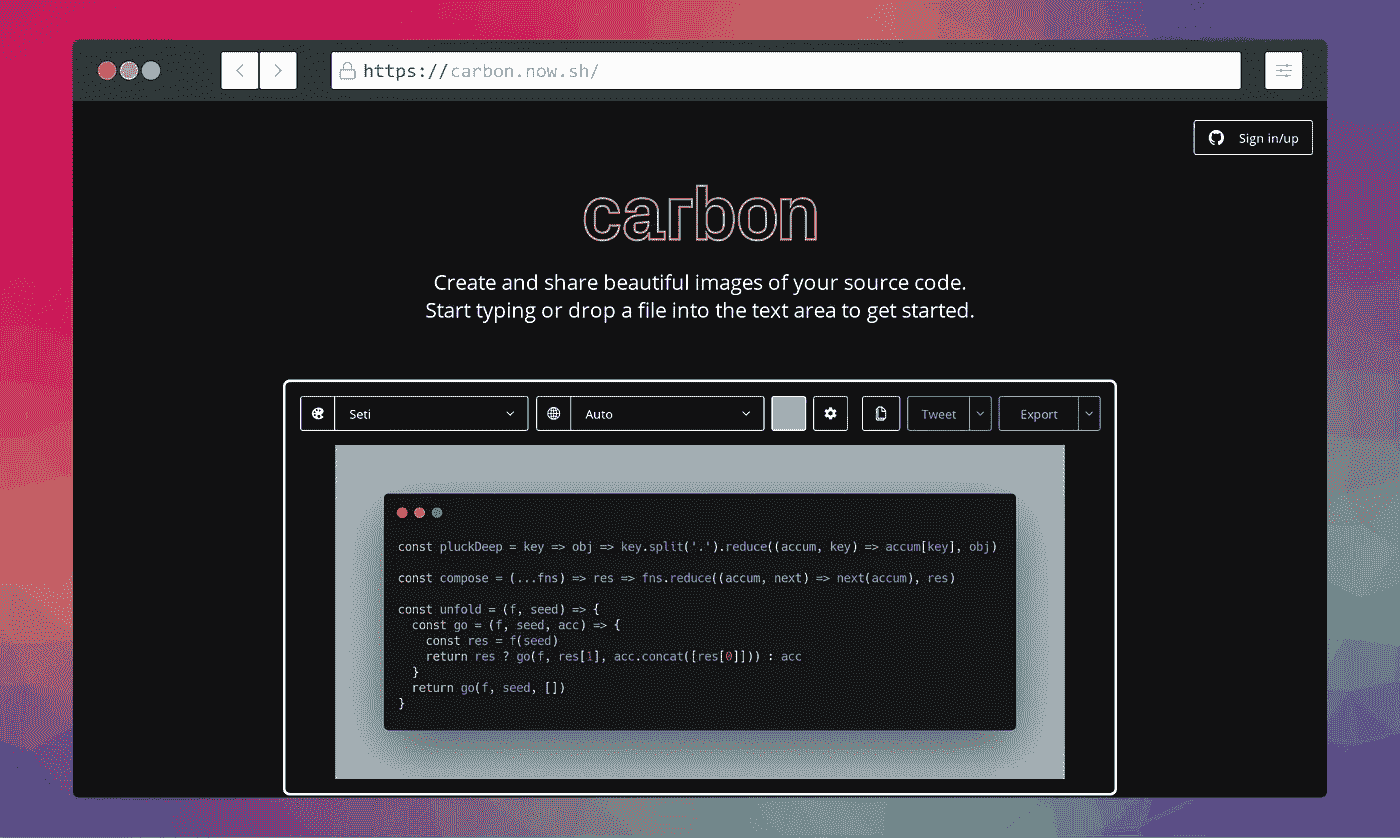 https://carbon.now.sh/
Sign in/up
carbon
Create and share beautiful images of your source code.
Start typing or drop a file into the text area to get started.
Seti Auto Tweet Export
const pluckDeep = key => obj => key.split('.').reduce((accum, key) => accum[key], obj)
const compose = (...fns) => res => fns.reduce((accum, next) => next(accum), res)
const unfold = (f, seed) => {
  const go = (f, seed, acc) => {
    const res = f(seed)
    return res ? go(f, res[1], acc.concat([res[0]])) : acc
  }
  return go(f, seed, [])
}